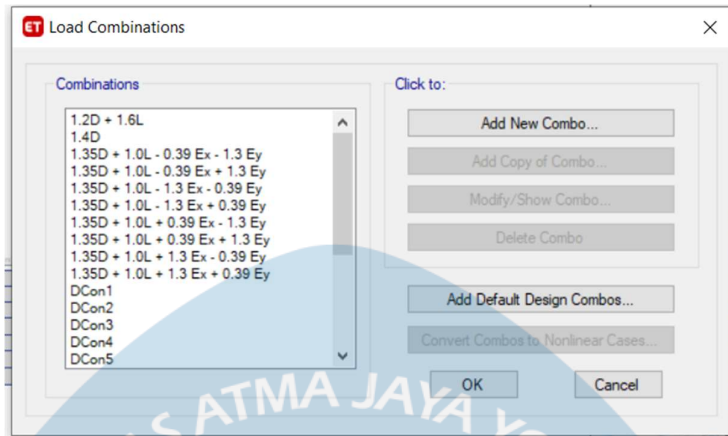 ET Load Combinations
Combinations
1.2D + 1.6L
1.4D
1.35D + 1.0L - 0.39 Ex - 1.3 Ey
1.35D + 1.0L - 0.39 Ex + 1.3 Ey
1.35D + 1.0L - 1.3 Ex - 0.39 Ey
1.35D + 1.0L - 1.3 Ex + 0.39 Ey
1.35D + 1.0L + 0.39 Ex - 1.3 Ey
1.35D + 1.0L + 0.39 Ex + 1.3 Ey
1.35D + 1.0L + 1.3 Ex - 0.39 Ey
1.35D + 1.0L + 1.3 Ex + 0.39 Ey
DCon1
DCon2
DCon3
DCon4
DCon5
Click to:
Add New Combo...
Add Copy of Combo...
Modify/Show Combo...
Delete Combo
Add Default Design Combos...
Convert Combos to Nonlinear Cases...
OK
Cancel
S ATMA JAYA YO